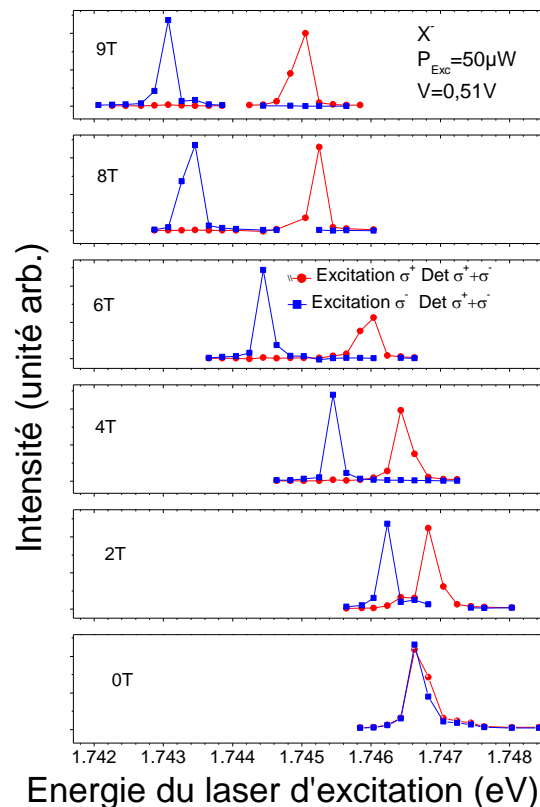 9T
X⁻
P_Exc=50µW
V=0,51V
8T
6T
Excitation σ⁺ Det σ⁺+σ⁻
Excitation σ⁻ Det σ⁺+σ⁻
4T
2T
0T
Intensité (unité arb.)
1.742 1.743 1.744 1.745 1.746 1.747 1.748
Energie du laser d'excitation (eV)